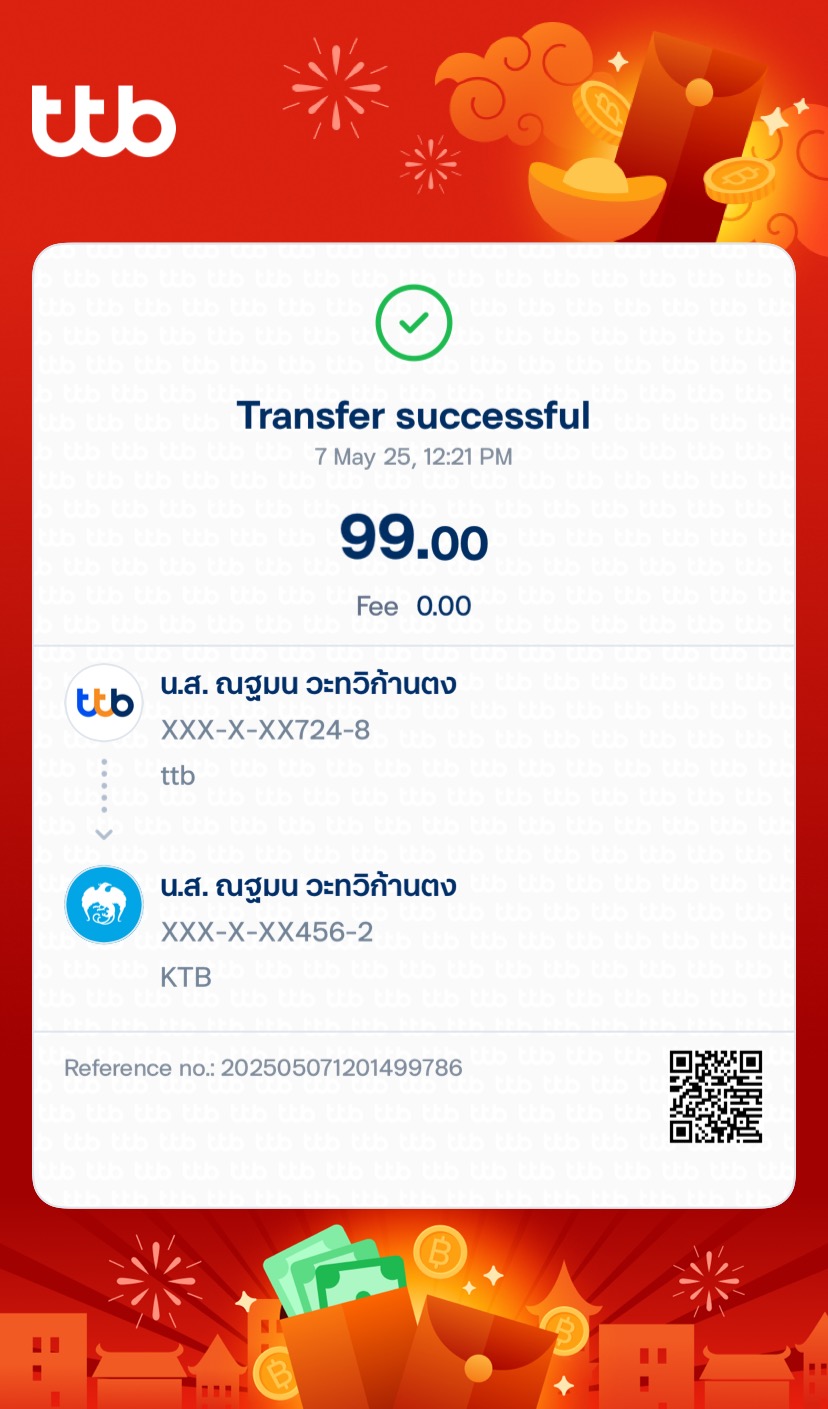 ttb
Transfer successful
7 May 25, 12:21 PM
99.00
Fee 0.00
ttb
น.ส. ณฐมน วะทวิก้านตง
XXX-X-XX724-8
ttb
น.ส. ณฐมน วะทวิก้านตง
XXX-X-XX456-2
KTB
Reference no.: 202505071201499786